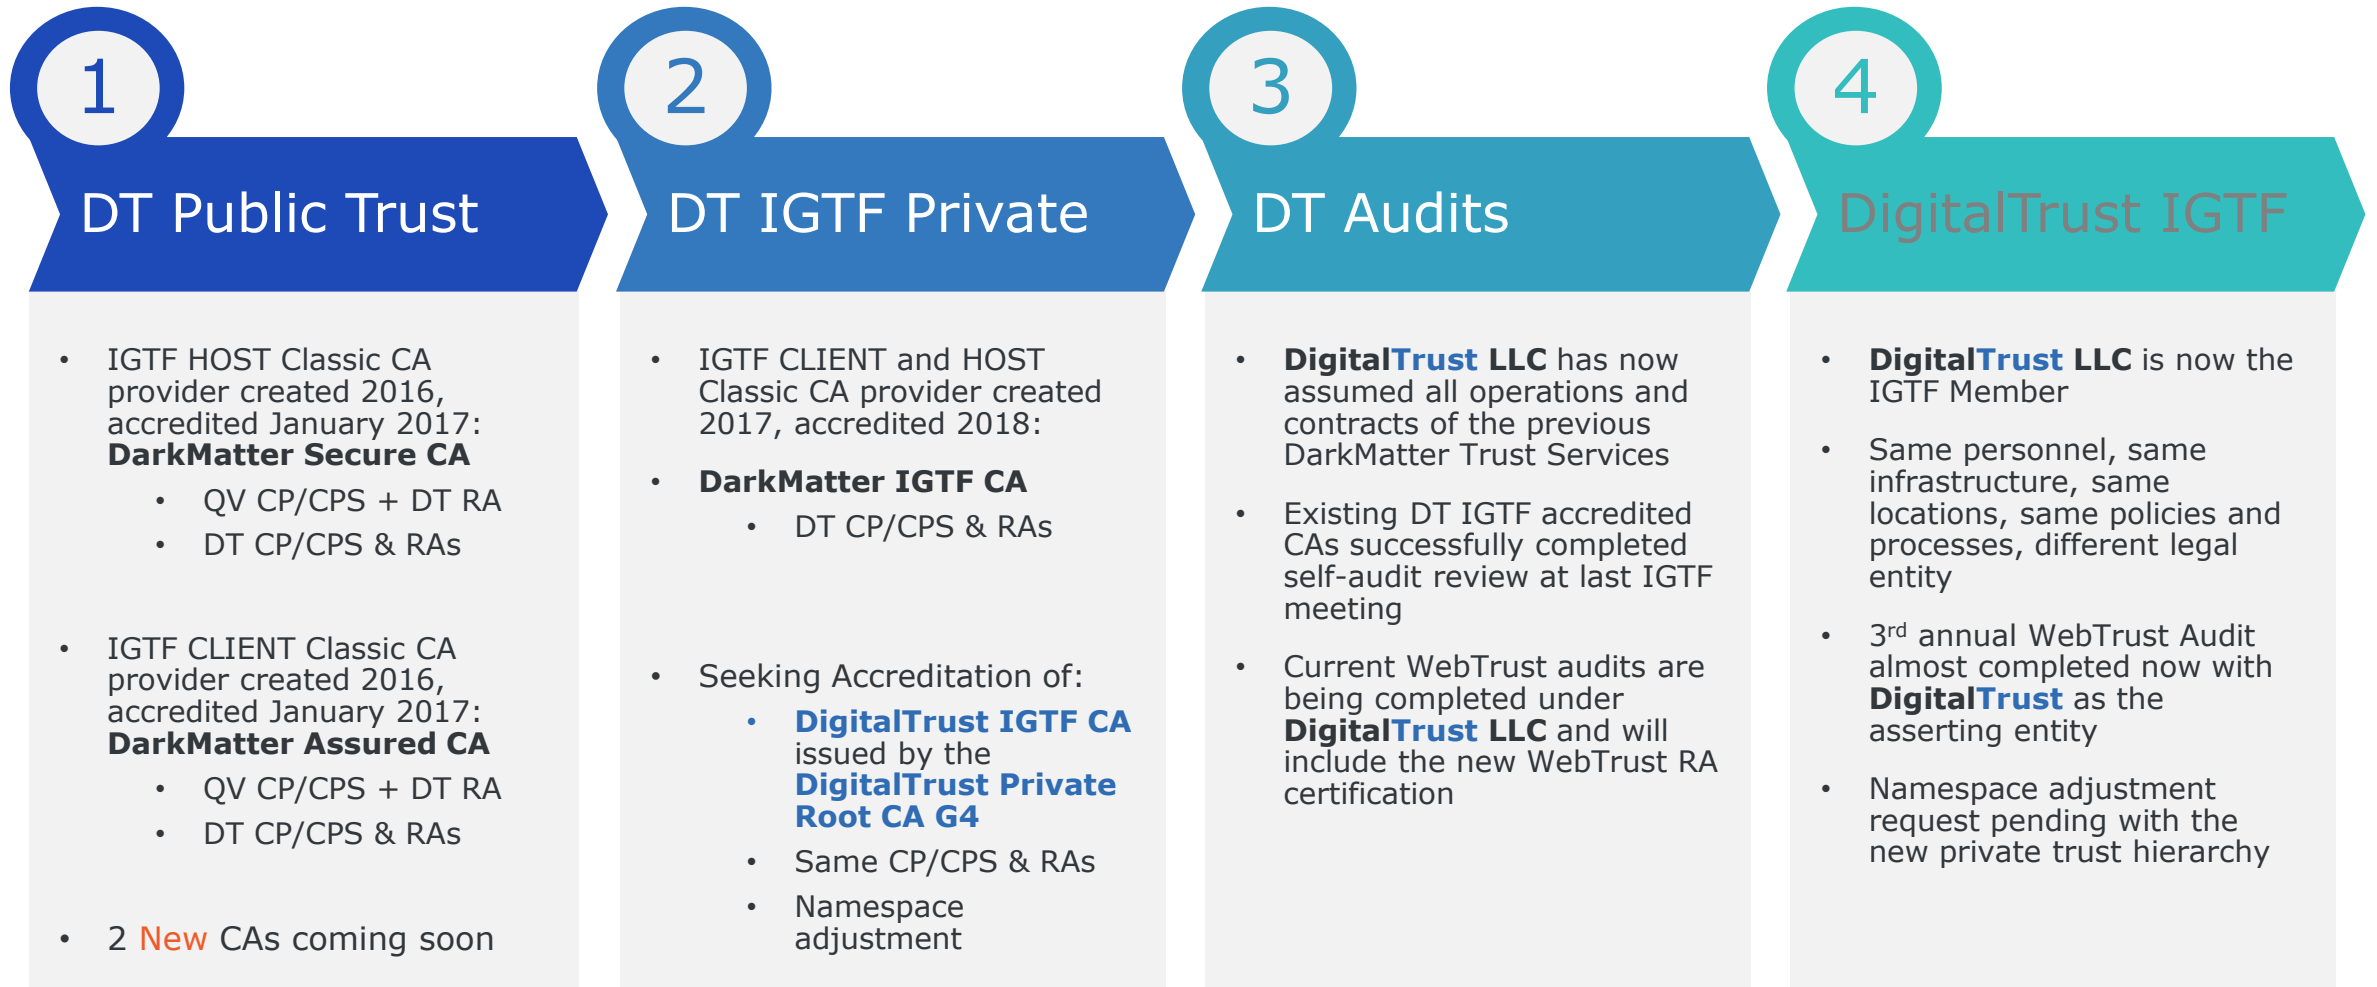 1
DT Public Trust
• IGTF HOST Classic CA
provider created 2016,
accredited January 2017:
DarkMatter Secure CA
• QV CP/CPS + DT RA
• DT CP/CPS & RAs
• IGTF CLIENT Classic CA
provider created 2016,
accredited January 2017:
DarkMatter Assured CA
• QV CP/CPS + DT RA
• DT CP/CPS & RAs
• 2 New CAs coming soon
2
DT IGTF Private
• IGTF CLIENT and HOST
Classic CA provider created
2017, accredited 2018:
• DarkMatter IGTF CA
• DT CP/CPS & RAs
• Seeking Accreditation of:
• DigitalTrust IGTF CA
issued by the
DigitalTrust Private
Root CA G4
• Same CP/CPS & RAs
• Namespace
adjustment
3
DT Audits
• DigitalTrust LLC has now
assumed all operations and
contracts of the previous
DarkMatter Trust Services
• Existing DT IGTF accredited
CAs successfully completed
self-audit review at last IGTF
meeting
• Current WebTrust audits are
being completed under
DigitalTrust LLC and will
include the new WebTrust RA
certification
4
DigitalTrust IGTF
• DigitalTrust LLC is now the
IGTF Member
• Same personnel, same
infrastructure, same
locations, same policies and
processes, different legal
entity
• 3rd annual WebTrust Audit
almost completed now with
DigitalTrust as the
asserting entity
• Namespace adjustment
request pending with the
new private trust hierarchy